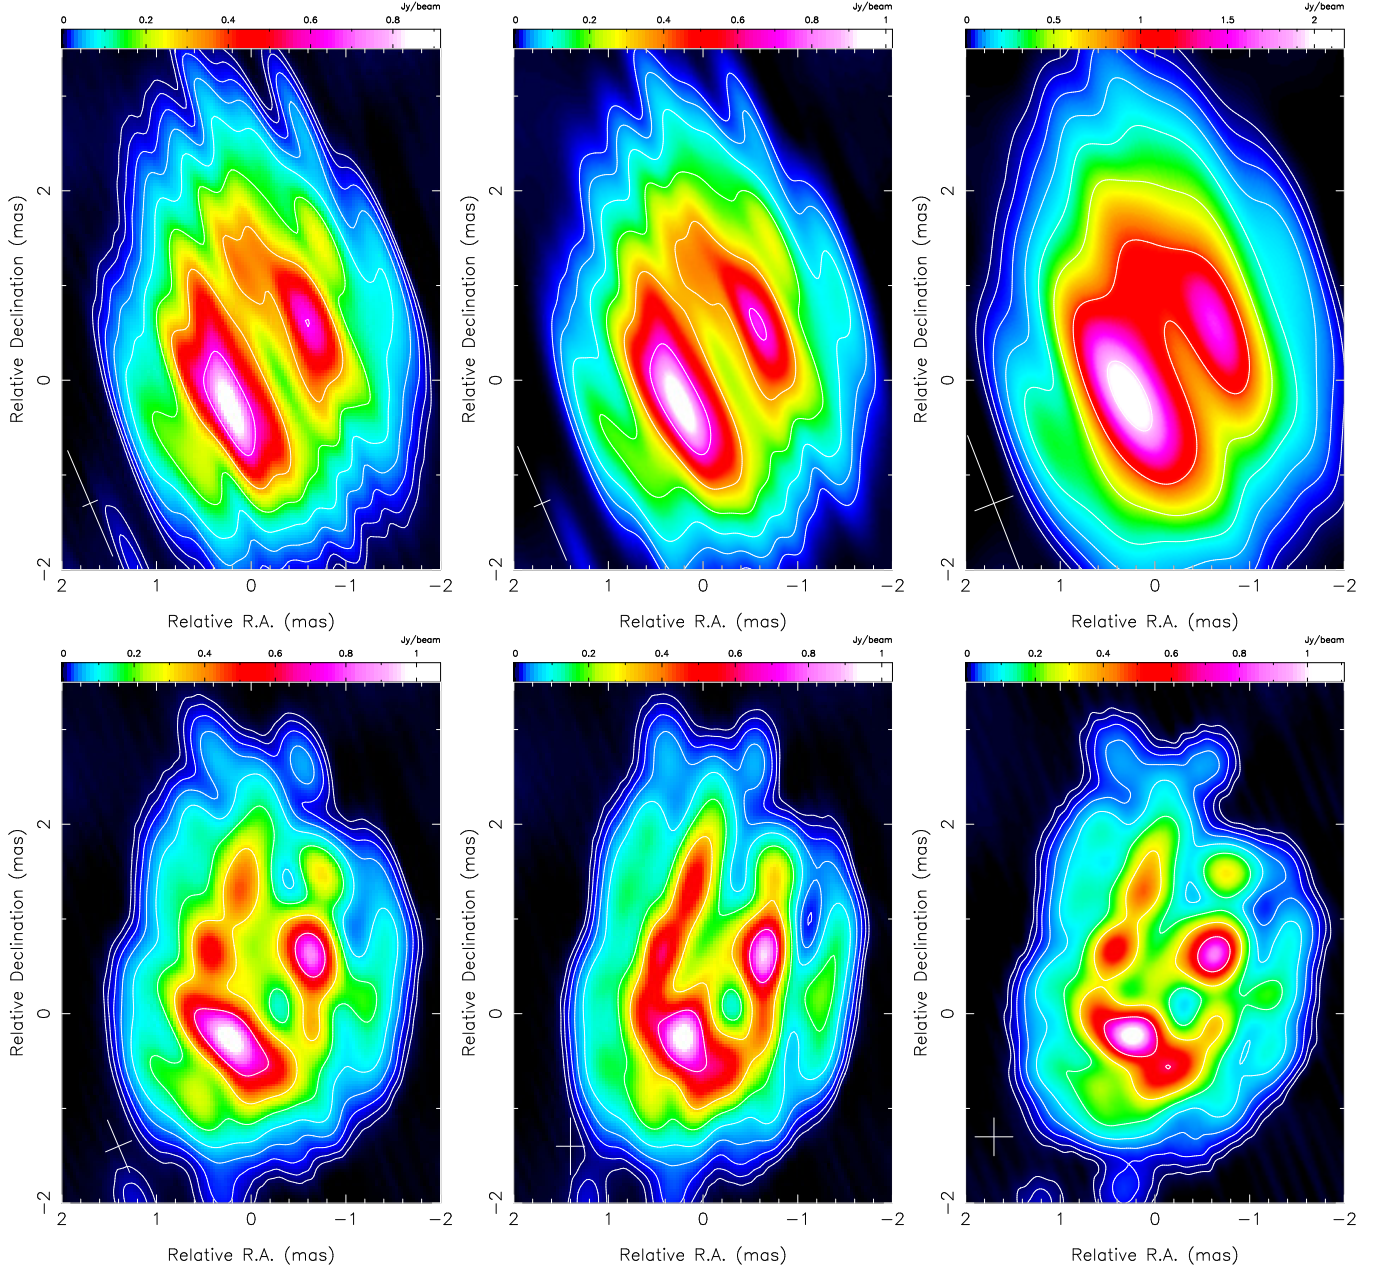 Jy/beam Jy/beam Jy/beam
0 0.2 0.4 0.6 0.8 0 0.2 0.4 0.6 0.8 1 0 0.5 1 1.5 2
Relative Declination (mas) Relative Declination (mas) Relative Declination (mas)
2 2 2
0 0 0
−2 −2 −2
2 1 0 −1 −2 2 1 0 −1 −2 2 1 0 −1 −2
Relative R.A. (mas) Relative R.A. (mas) Relative R.A. (mas)
Jy/beam Jy/beam Jy/beam
0 0.2 0.4 0.6 0.8 1 0 0.2 0.4 0.6 0.8 1 0 0.2 0.4 0.6 0.8 1
Relative Declination (mas) Relative Declination (mas) Relative Declination (mas)
2 2 2
0 0 0
−2 −2 −2
2 1 0 −1 −2 2 1 0 −1 −2 2 1 0 −1 −2
Relative R.A. (mas) Relative R.A. (mas) Relative R.A. (mas)